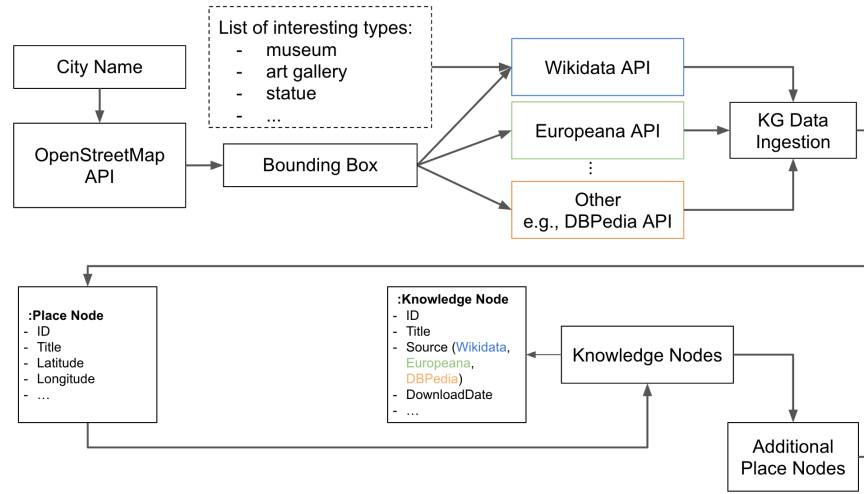 City Name
OpenStreetMap
API
List of interesting types:
- museum
- art gallery
- statue
- ...
Bounding Box
Wikidata API
Europeana API
⋮
Other
e.g., DBPedia API
KG Data
Ingestion
:Place Node
- ID
- Title
- Latitude
- Longitude
- ...
:Knowledge Node
- ID
- Title
- Source (Wikidata,
Europeana,
DBPedia)
- DownloadDate
- ...
Knowledge Nodes
Additional
Place Nodes